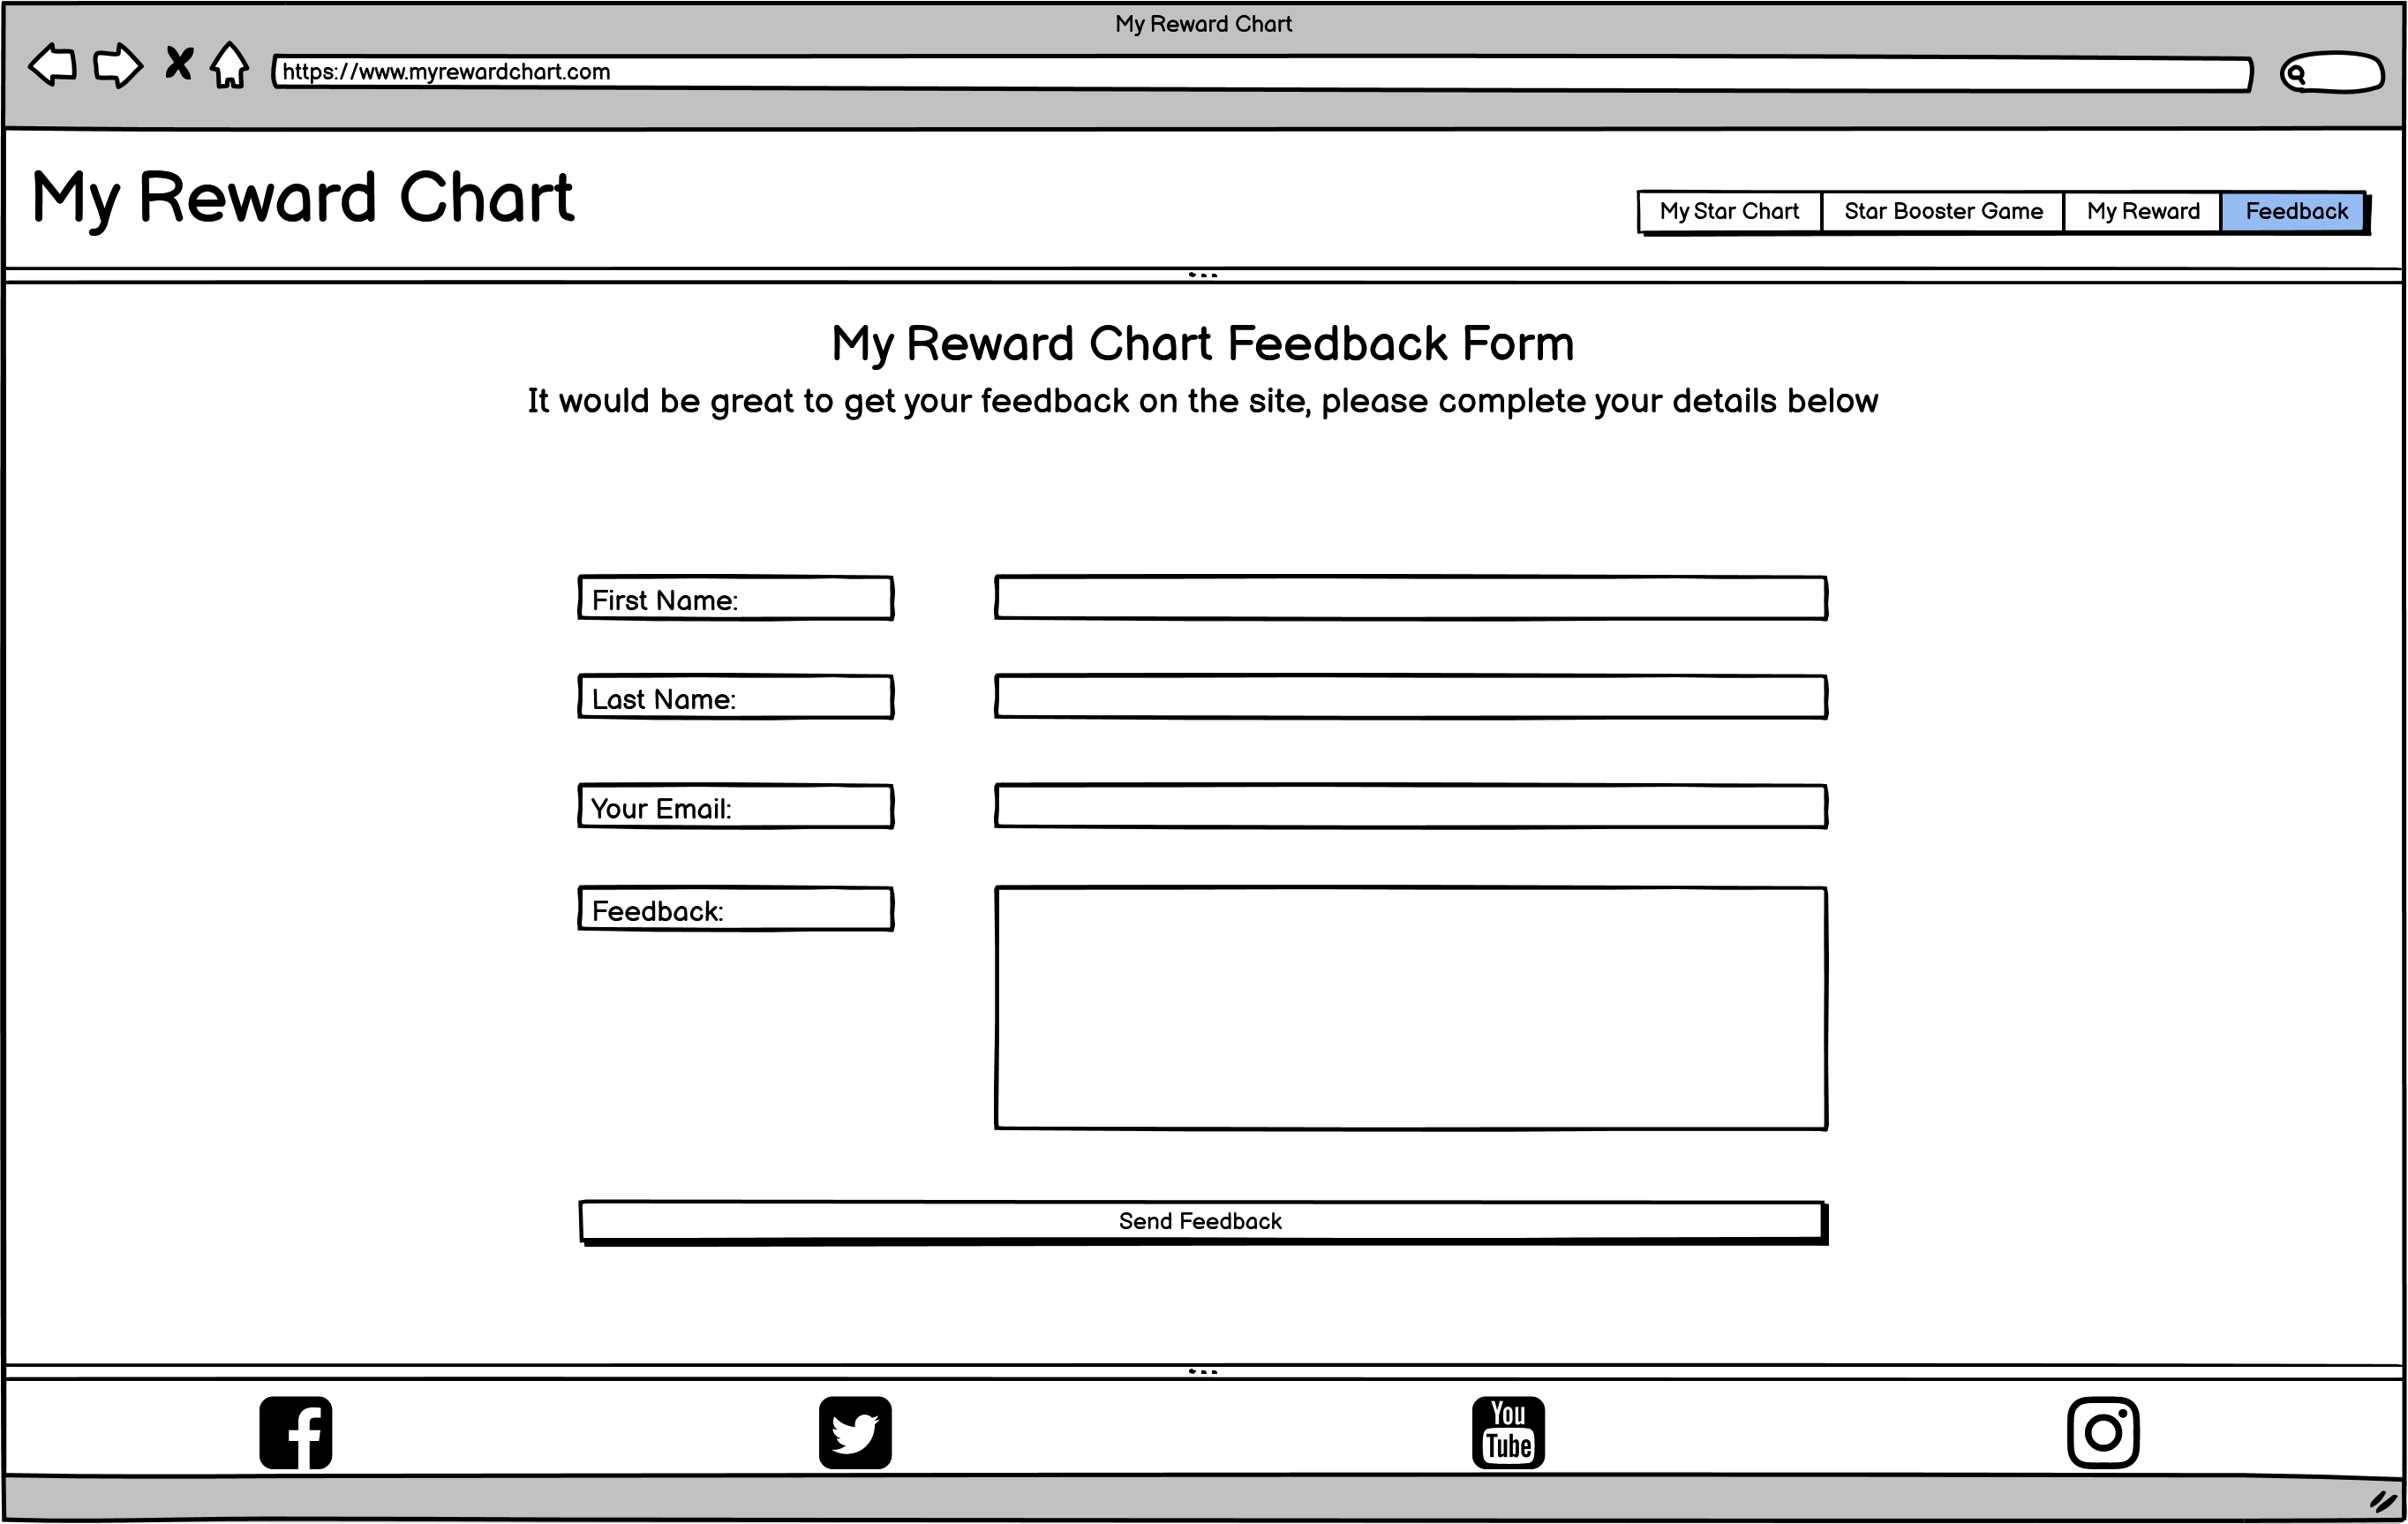 My Reward Chart
https://www.myrewardchart.com
My Reward Chart
My Star Chart
Star Booster Game
My Reward
Feedback
My Reward Chart Feedback Form
It would be great to get your feedback on the site, please complete your details below
First Name:
Last Name:
Your Email:
Feedback:
Send Feedback
You
Tube